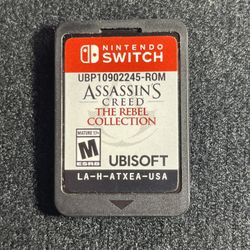 NINTENDO
SWITCH
UBP10902245-ROM
ASSASSIN'S
CREED
THE REBEL
COLLECTION
MATURE 17+
M
ESRB
UBISOFT
LA-H-ATXEA-USA